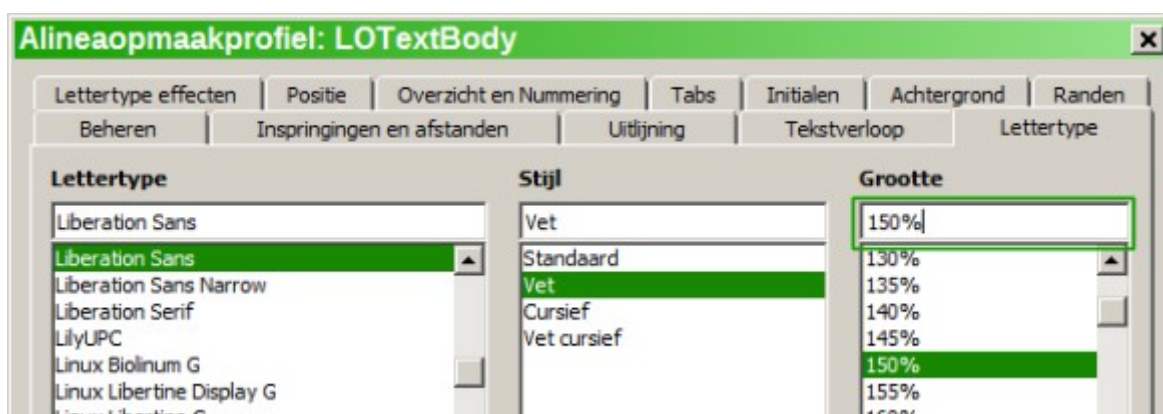 Alineaopmaakprofiel: LOTextBody
Lettertype effecten Positie Overzicht en Nummering Tabs Initialen Achtergrond Randen
Beheren Inspringingen en afstanden Uitlijning Tekstverloop Lettertype
Lettertype Stijl Grootte
Liberation Sans Vet 150%
Liberation Sans Standaard 130%
Liberation Sans Narrow Vet 135%
Liberation Serif Cursief 140%
LilyUPC Vet cursief 145%
Linux Biolinum G 150%
Linux Libertine Display G 155%